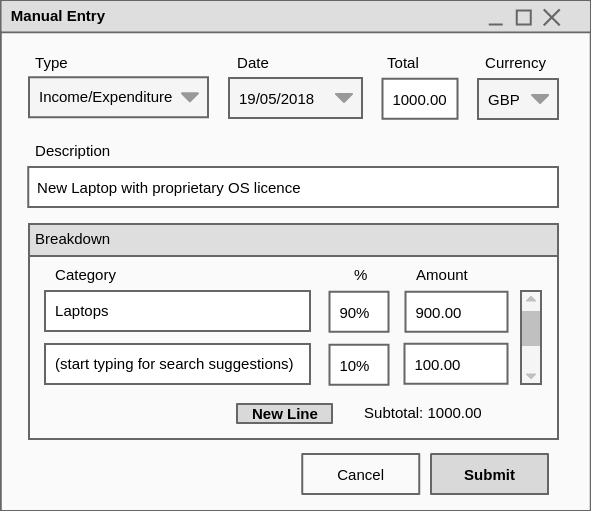 Manual Entry
Type Date Total Currency
Income/Expenditure 19/05/2018 1000.00 GBP
Description
New Laptop with proprietary OS licence
Breakdown
Category % Amount
Laptops 90% 900.00
(start typing for search suggestions) 10% 100.00
New Line Subtotal: 1000.00
Cancel Submit